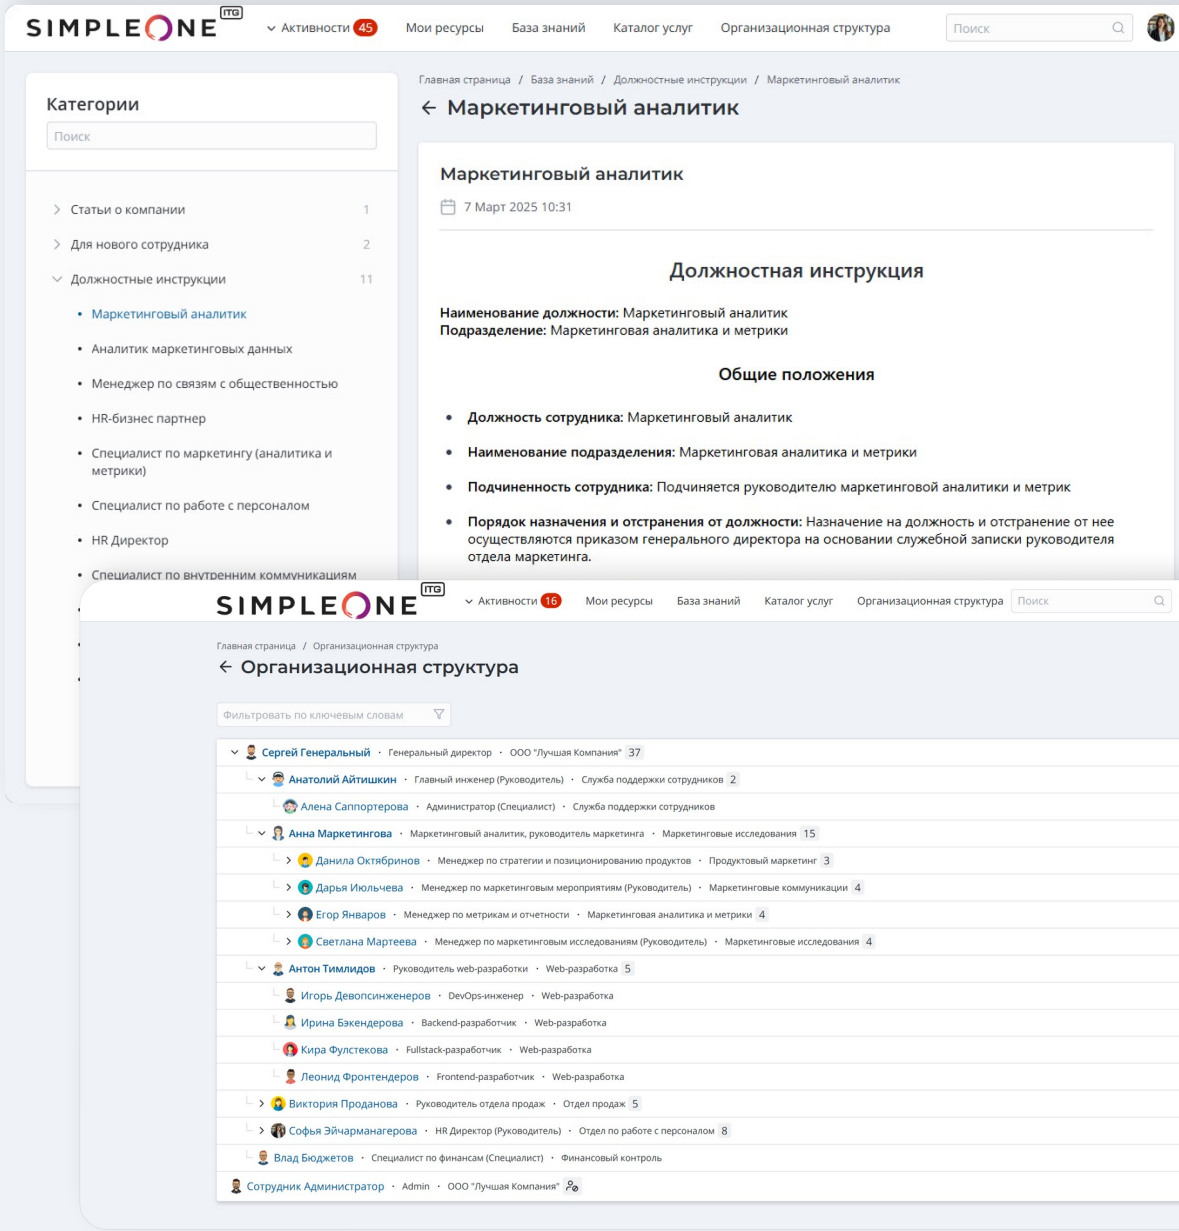 SIMPLEONE ITG
Активности 45
Мои ресурсы
База знаний
Каталог услуг
Организационная структура
Поиск
Категории
Поиск
Статьи о компании 1
Для нового сотрудника 2
Должностные инструкции 11
• Маркетинговый аналитик
• Аналитик маркетинговых данных
• Менеджер по связям с общественностью
• HR-бизнес партнер
• Специалист по маркетингу (аналитика и
метрики)
• Специалист по работе с персоналом
• HR Директор
• Специалист по внутренним коммуникациям
Главная страница / База знаний / Должностные инструкции / Маркетинговый аналитик
← Маркетинговый аналитик
Маркетинговый аналитик
7 Март 2025 10:31
Должностная инструкция
Наименование должности: Маркетинговый аналитик
Подразделение: Маркетинговая аналитика и метрики
Общие положения
• Должность сотрудника: Маркетинговый аналитик
• Наименование подразделения: Маркетинговая аналитика и метрики
• Подчиненность сотрудника: Подчиняется руководителю маркетинговой аналитики и метрик
• Порядок назначения и отстранения от должности: Назначение на должность и отстранение от нее
осуществляются приказом генерального директора на основании служебной записки руководителя
отдела маркетинга.
SIMPLEONE ITG
Активности 16
Мои ресурсы
База знаний
Каталог услуг
Организационная структура
Поиск
Главная страница / Организационная структура
← Организационная структура
Фильтровать по ключевым словам
Сергей Генеральный · Генеральный директор · ООО "Лучшая Компания" 37
Анатолий Айтишкин · Главный инженер (Руководитель) · Служба поддержки сотрудников 2
Алена Саппортерова · Администратор (Специалист) · Служба поддержки сотрудников
Анна Маркетингова · Маркетинговый аналитик, руководитель маркетинга · Маркетинговые исследования 15
Данила Октябринов · Менеджер по стратегии и позиционированию продуктов · Продуктовый маркетинг 3
Дарья Июльчева · Менеджер по маркетинговым мероприятиям (Руководитель) · Маркетинговые коммуникации 4
Егор Январов · Менеджер по метрикам и отчетности · Маркетинговая аналитика и метрики 4
Светлана Мартеева · Менеджер по маркетинговым исследованиям (Руководитель) · Маркетинговые исследования 4
Антон Тимлидов · Руководитель web-разработки · Web-разработка 5
Игорь Девопсинженеров · DevOps-инженер · Web-разработка
Ирина Бэкендерова · Backend-разработчик · Web-разработка
Кира Фулстекова · Fullstack-разработчик · Web-разработка
Леонид Фронтендеров · Frontend-разработчик · Web-разработка
Виктория Проданова · Руководитель отдела продаж · Отдел продаж 5
Софья Эйчарманагерова · HR Директор (Руководитель) · Отдел по работе с персоналом 8
Влад Бюджетов · Специалист по финансам (Специалист) · Финансовый контроль
Сотрудник Администратор · Admin · ООО "Лучшая Компания"